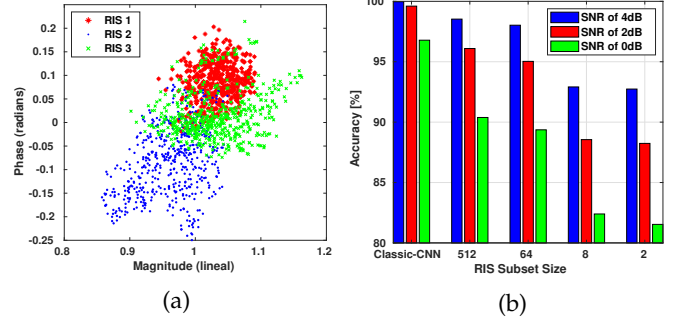 RIS 1
RIS 2
RIS 3
Phase (radians)
0.25
0.2
0.15
0.1
0.05
0
-0.05
-0.1
-0.15
-0.2
-0.25
0.8
0.9
1
1.1
1.2
Magnitude (lineal)
(a)
SNR of 4dB
SNR of 2dB
SNR of 0dB
Accuracy [%]
100
95
90
85
80
Classic-CNN
512
64
8
2
RIS Subset Size
(b)